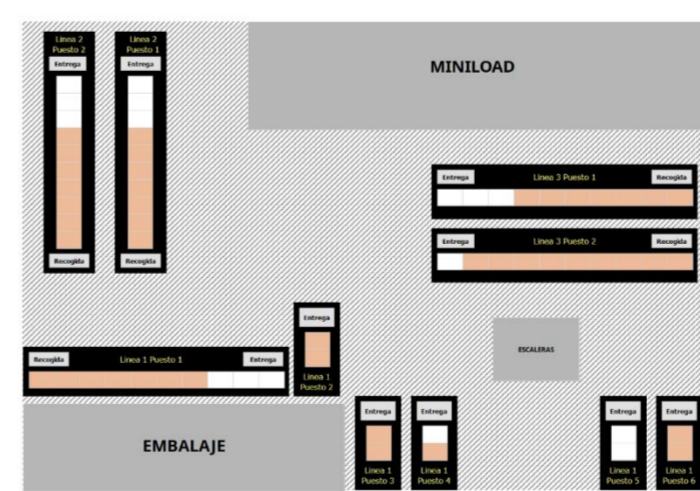 Linea 2
Puesto 2
Entrega
Recogida
Linea 2
Puesto 1
Entrega
Recogida
MINILOAD
Entrega
Linea 3 Puesto 1
Recogida
Entrega
Linea 3 Puesto 2
Recogida
ESCALERAS
Recogida
Linea 1 Puesto 1
Entrega
Entrega
Linea 1
Puesto 2
EMBALAJE
Entrega
Linea 1
Puesto 3
Entrega
Linea 1
Puesto 4
Entrega
Linea 1
Puesto 5
Entrega
Linea 1
Puesto 6